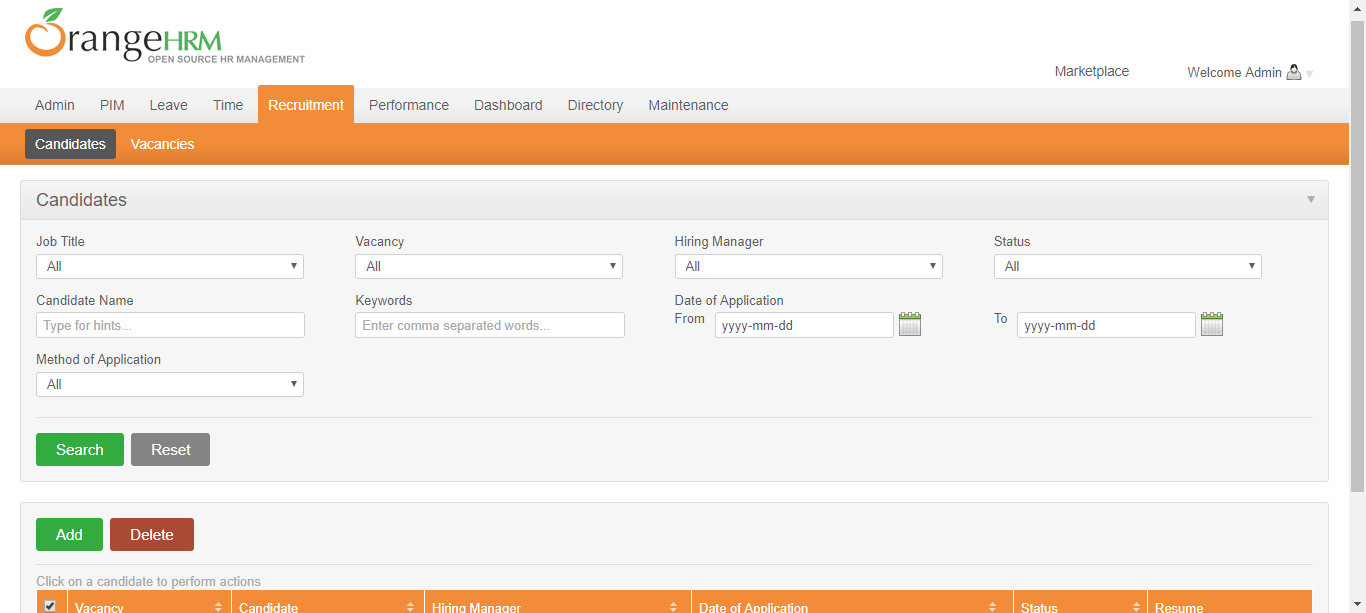 OrangeHRM
OPEN SOURCE HR MANAGEMENT
Marketplace Welcome Admin
Admin PIM Leave Time Recruitment Performance Dashboard Directory Maintenance
Candidates Vacancies
Candidates
Job Title Vacancy Hiring Manager Status
All All All All
Candidate Name Keywords Date of Application
Type for hints... Enter comma separated words... From yyyy-mm-dd To yyyy-mm-dd
Method of Application
All
Search Reset
Add Delete
Click on a candidate to perform actions
Vacancy Candidate Hiring Manager Date of Application Status Resume